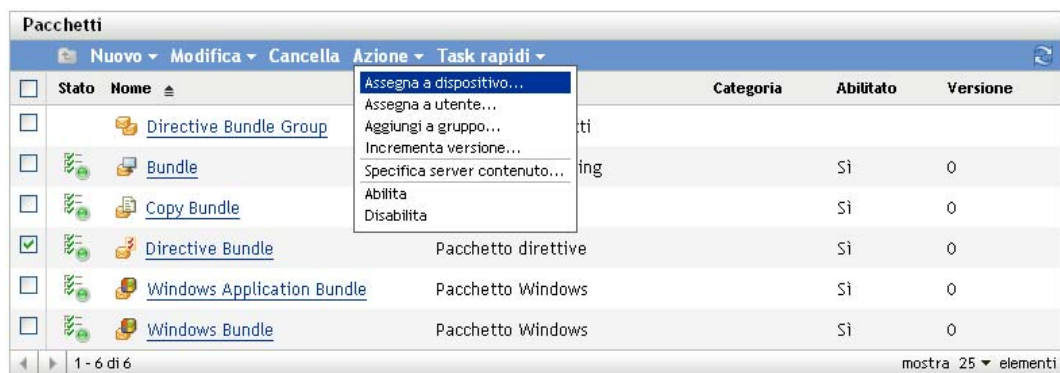 Pacchetti
Nuovo Modifica Cancella Azione Task rapidi
Stato Nome Categoria Abilitato Versione
Assegna a dispositivo...
Assegna a utente...
Aggiungi a gruppo...
Incrementa versione...
Specifica server contenuto...
Abilita
Disabilita
Directive Bundle Group tti
Bundle ing Sì 0
Copy Bundle Sì 0
Directive Bundle Pacchetto direttive Sì 0
Windows Application Bundle Pacchetto Windows Sì 0
Windows Bundle Pacchetto Windows Sì 0
1 - 6 di 6 mostra 25 elementi